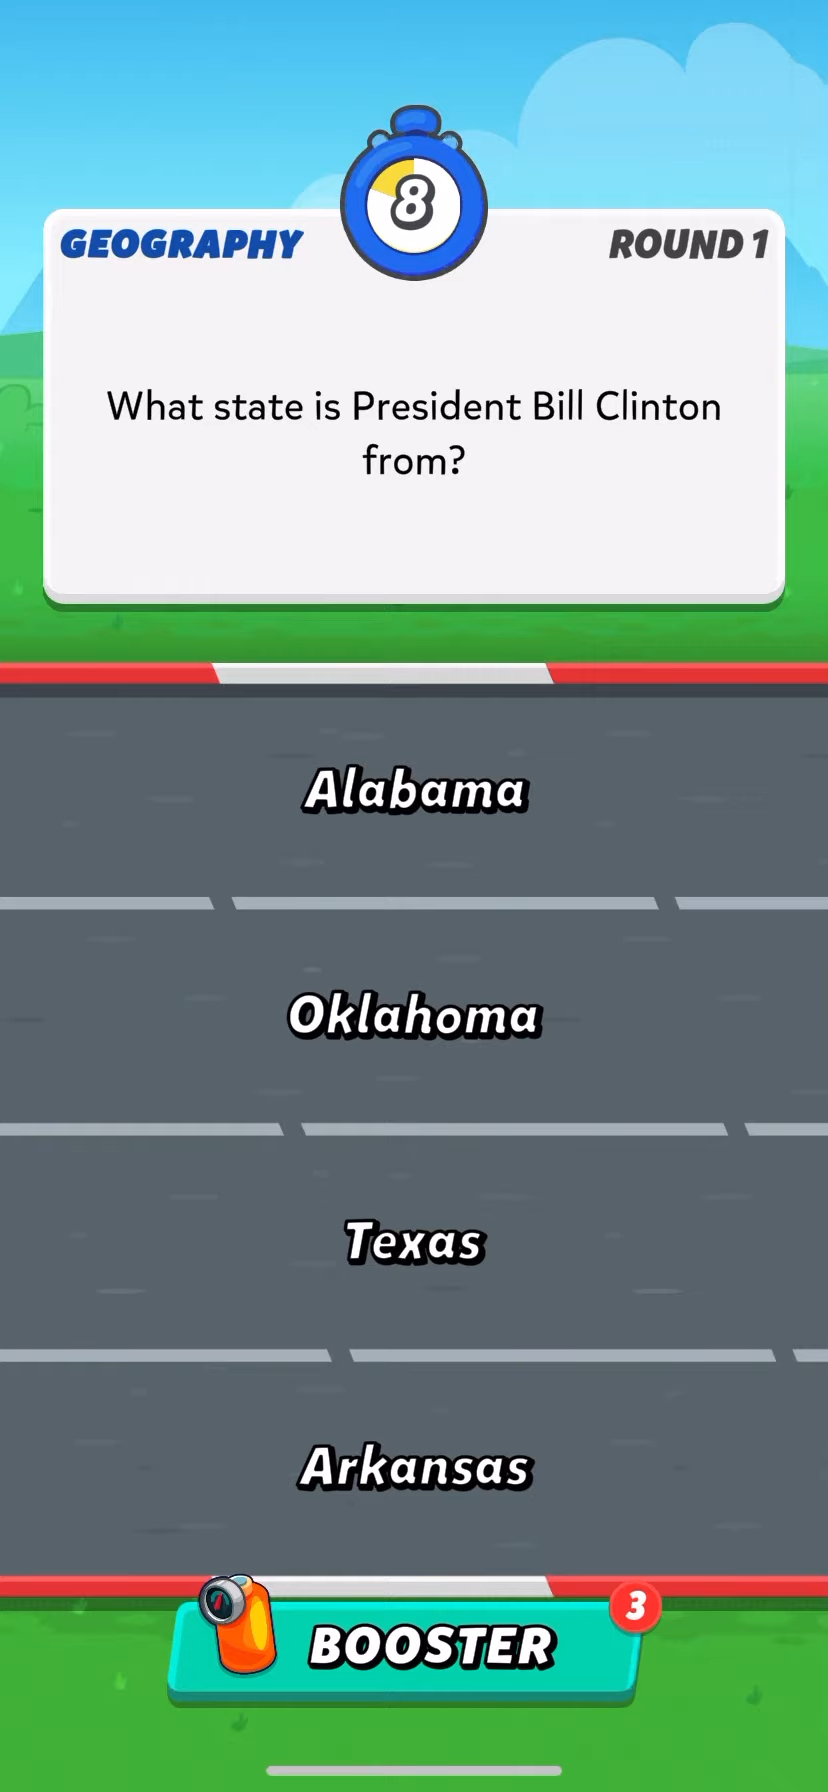 8
GEOGRAPHY
ROUND 1
What state is President Bill Clinton
from?
Alabama
Oklahoma
Texas
Arkansas
3
BOOSTER